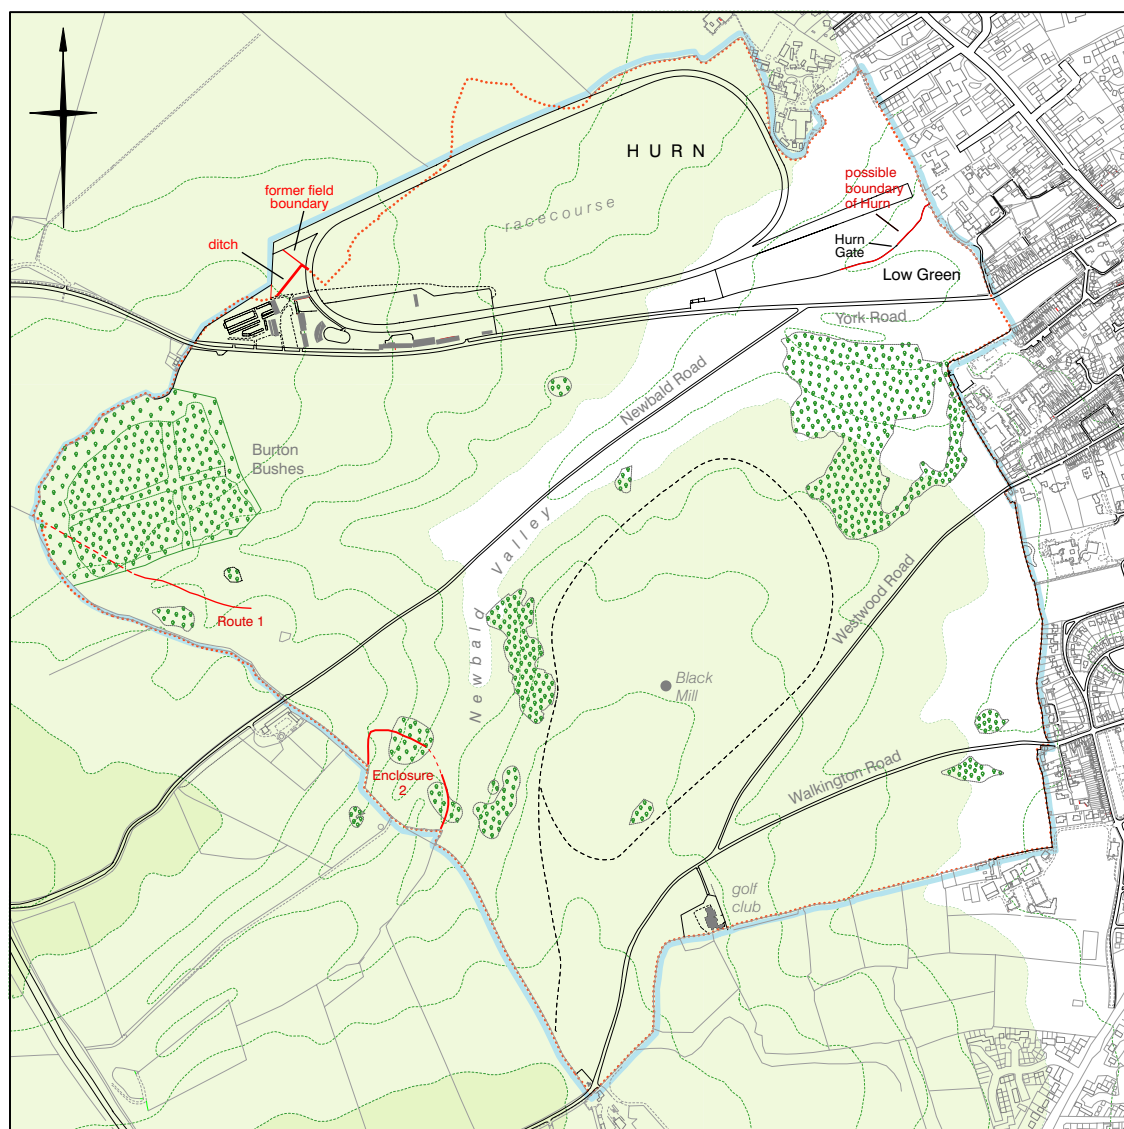 HURN
possible
boundary
of Hurn
former field
boundary
racecourse
ditch
Hurn
Gate
Low Green
York Road
Newbald Road
Burton
Bushes
Newbald Valley
Westwood Road
Route 1
Black
Mill
Enclosure
2
Walkington Road
golf
club